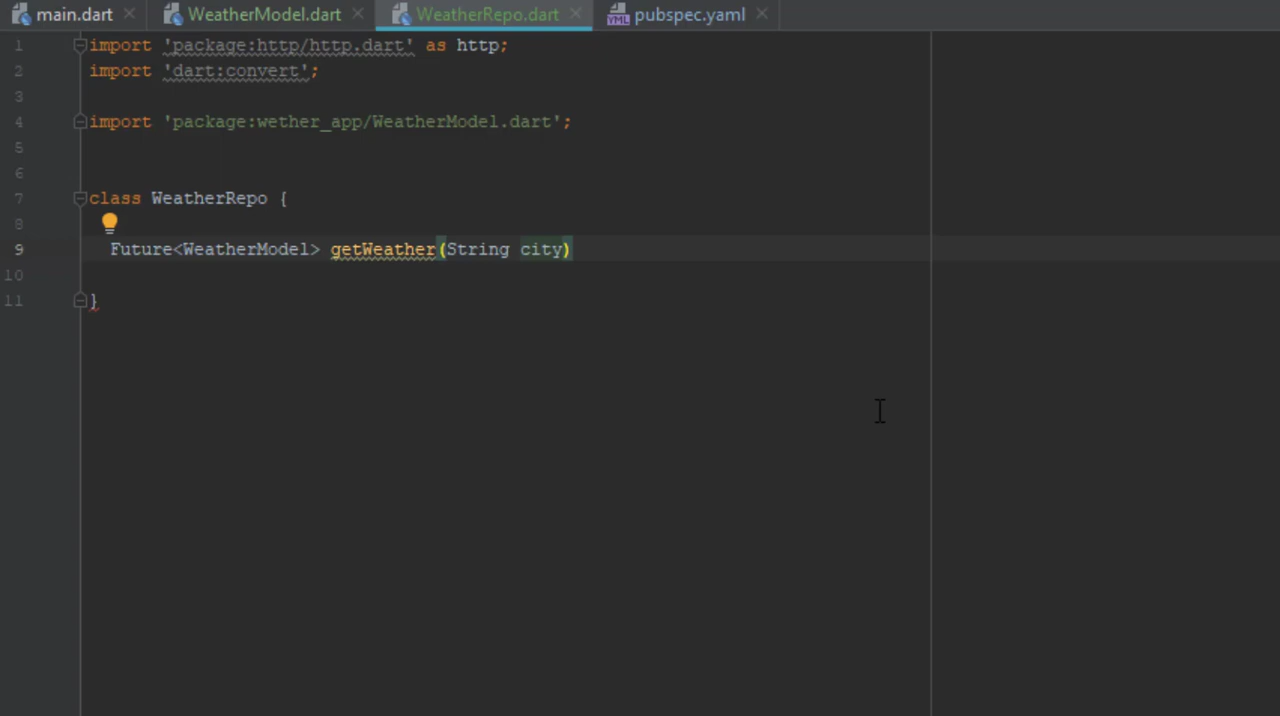 main.dart WeatherModel.dart WeatherRepo.dart YML pubspec.yaml
1 import 'package:http/http.dart' as http;
2 import 'dart:convert';
3
4 import 'package:wether_app/WeatherModel.dart';
5
6
7 class WeatherRepo {
8
9 Future<WeatherModel> getWeather(String city)
10
11 }